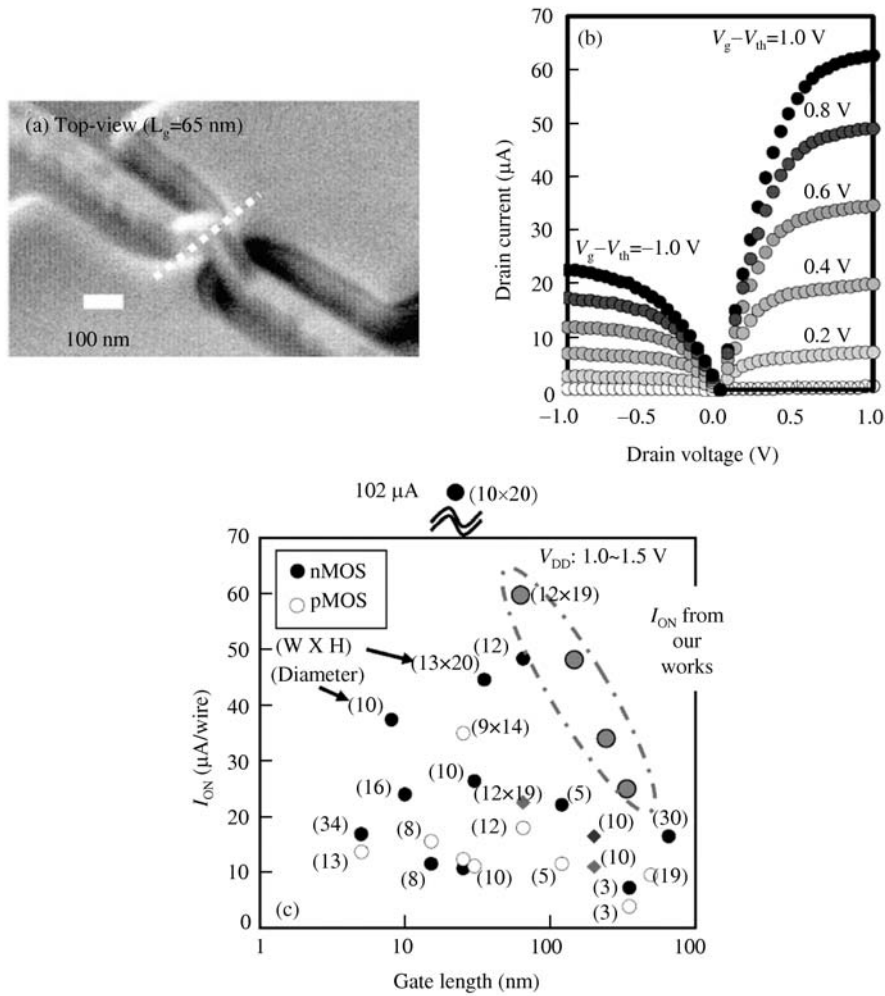 (a) Top-view (Lg=65 nm)
100 nm
(b)
Vg−Vth=1.0 V
0.8 V
0.6 V
0.4 V
0.2 V
Vg−Vth=−1.0 V
70
60
50
40
30
20
10
0
Drain current (μA)
−1.0
−0.5
0.0
0.5
1.0
Drain voltage (V)
102 μA
(10×20)
70
60
50
40
30
20
10
0
ION (μA/wire)
nMOS
pMOS
VDD: 1.0~1.5 V
(12×19)
ION from
our
works
(W X H)
(Diameter)
(13×20)
(12)
(10)
(9×14)
(16)
(10)
(12×19)
(5)
(34)
(8)
(12)
(10)
(30)
(13)
(8)
(10)
(5)
(10)
(3)
(19)
(3)
(c)
1
10
100
100
Gate length (nm)